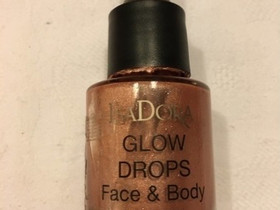 IsaDora
GLOW
DROPS
Face & Body